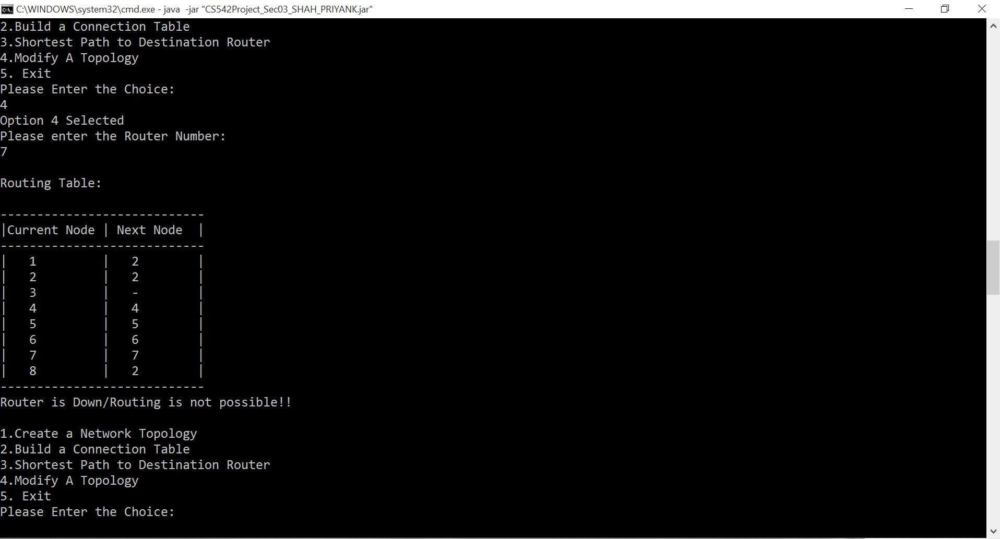 C:\WINDOWS\system32\cmd.exe - java  -jar "CS542Project_Sec03_SHAH_PRIYANK.jar"
2.Build a Connection Table
3.Shortest Path to Destination Router
4.Modify A Topology
5. Exit
Please Enter the Choice:
4
Option 4 Selected
Please enter the Router Number:
7
Routing Table:
----------------------------
|Current Node | Next Node  |
----------------------------
|   1         |   2        |
|   2         |   2        |
|   3         |   -        |
|   4         |   4        |
|   5         |   5        |
|   6         |   6        |
|   7         |   7        |
|   8         |   2        |
----------------------------
Router is Down/Routing is not possible!!
1.Create a Network Topology
2.Build a Connection Table
3.Shortest Path to Destination Router
4.Modify A Topology
5. Exit
Please Enter the Choice: